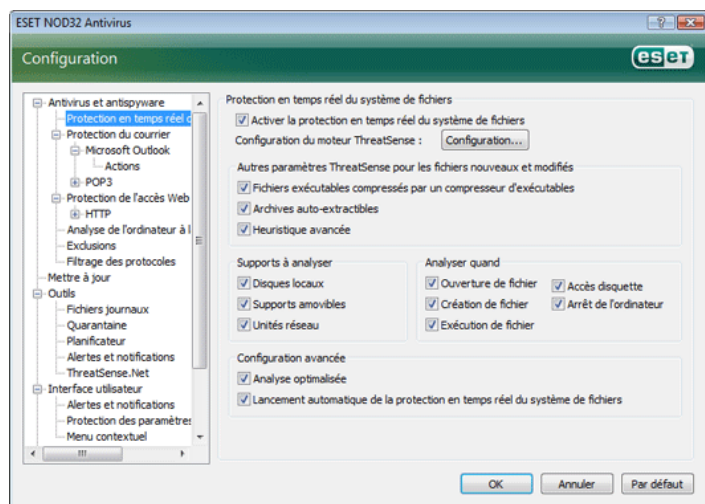 ESET NOD32 Antivirus
Configuration
eseT
Antivirus et antispyware
Protection en temps réel d
Protection du courrier
Microsoft Outlook
Actions
POP3
Protection de l'accès Web
HTTP
Analyse de l'ordinateur à l
Exclusions
Filtrage des protocoles
Mettre à jour
Outils
Fichiers journaux
Quarantaine
Planificateur
Alertes et notifications
ThreatSense.Net
Interface utilisateur
Alertes et notifications
Protection des paramètres
Menu contextuel
Protection en temps réel du système de fichiers
Activer la protection en temps réel du système de fichiers
Configuration du moteur ThreatSense : Configuration...
Autres paramètres ThreatSense pour les fichiers nouveaux et modifiés
Fichiers exécutables compressés par un compresseur d'exécutables
Archives auto-extractibles
Heuristique avancée
Supports à analyser
Disques locaux
Supports amovibles
Unités réseau
Analyser quand
Ouverture de fichier
Création de fichier
Exécution de fichier
Accès disquette
Arrêt de l'ordinateur
Configuration avancée
Analyse optimalisée
Lancement automatique de la protection en temps réel du système de fichiers
OK Annuler Par défaut